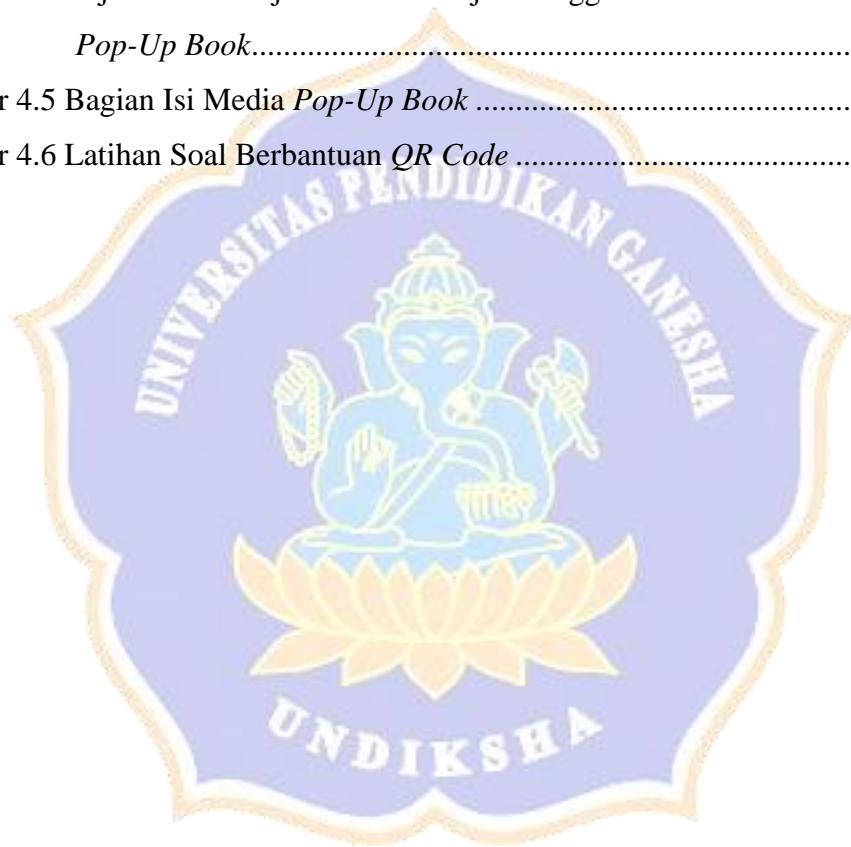 Pop-Up Book.......................................................................................
r 4.5 Bagian Isi Media Pop-Up Book ......................................................
r 4.6 Latihan Soal Berbantuan QR Code ................................................
UNIVERSITAS PENDIDIKAN GANESHA
UNDIKSHA